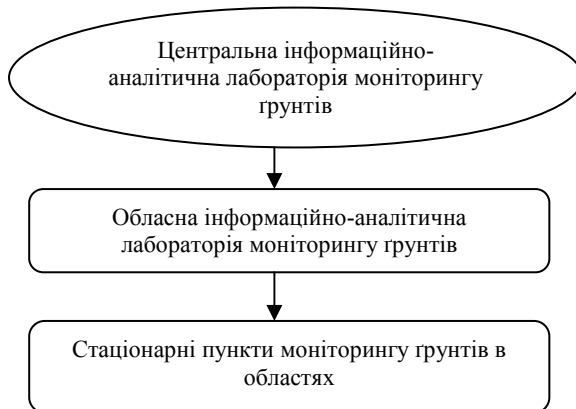 Центральна інформаційно-
аналітична лабораторія моніторингу
ґрунтів
Обласна інформаційно-аналітична
лабораторія моніторингу ґрунтів
Стаціонарні пункти моніторингу ґрунтів в
областях